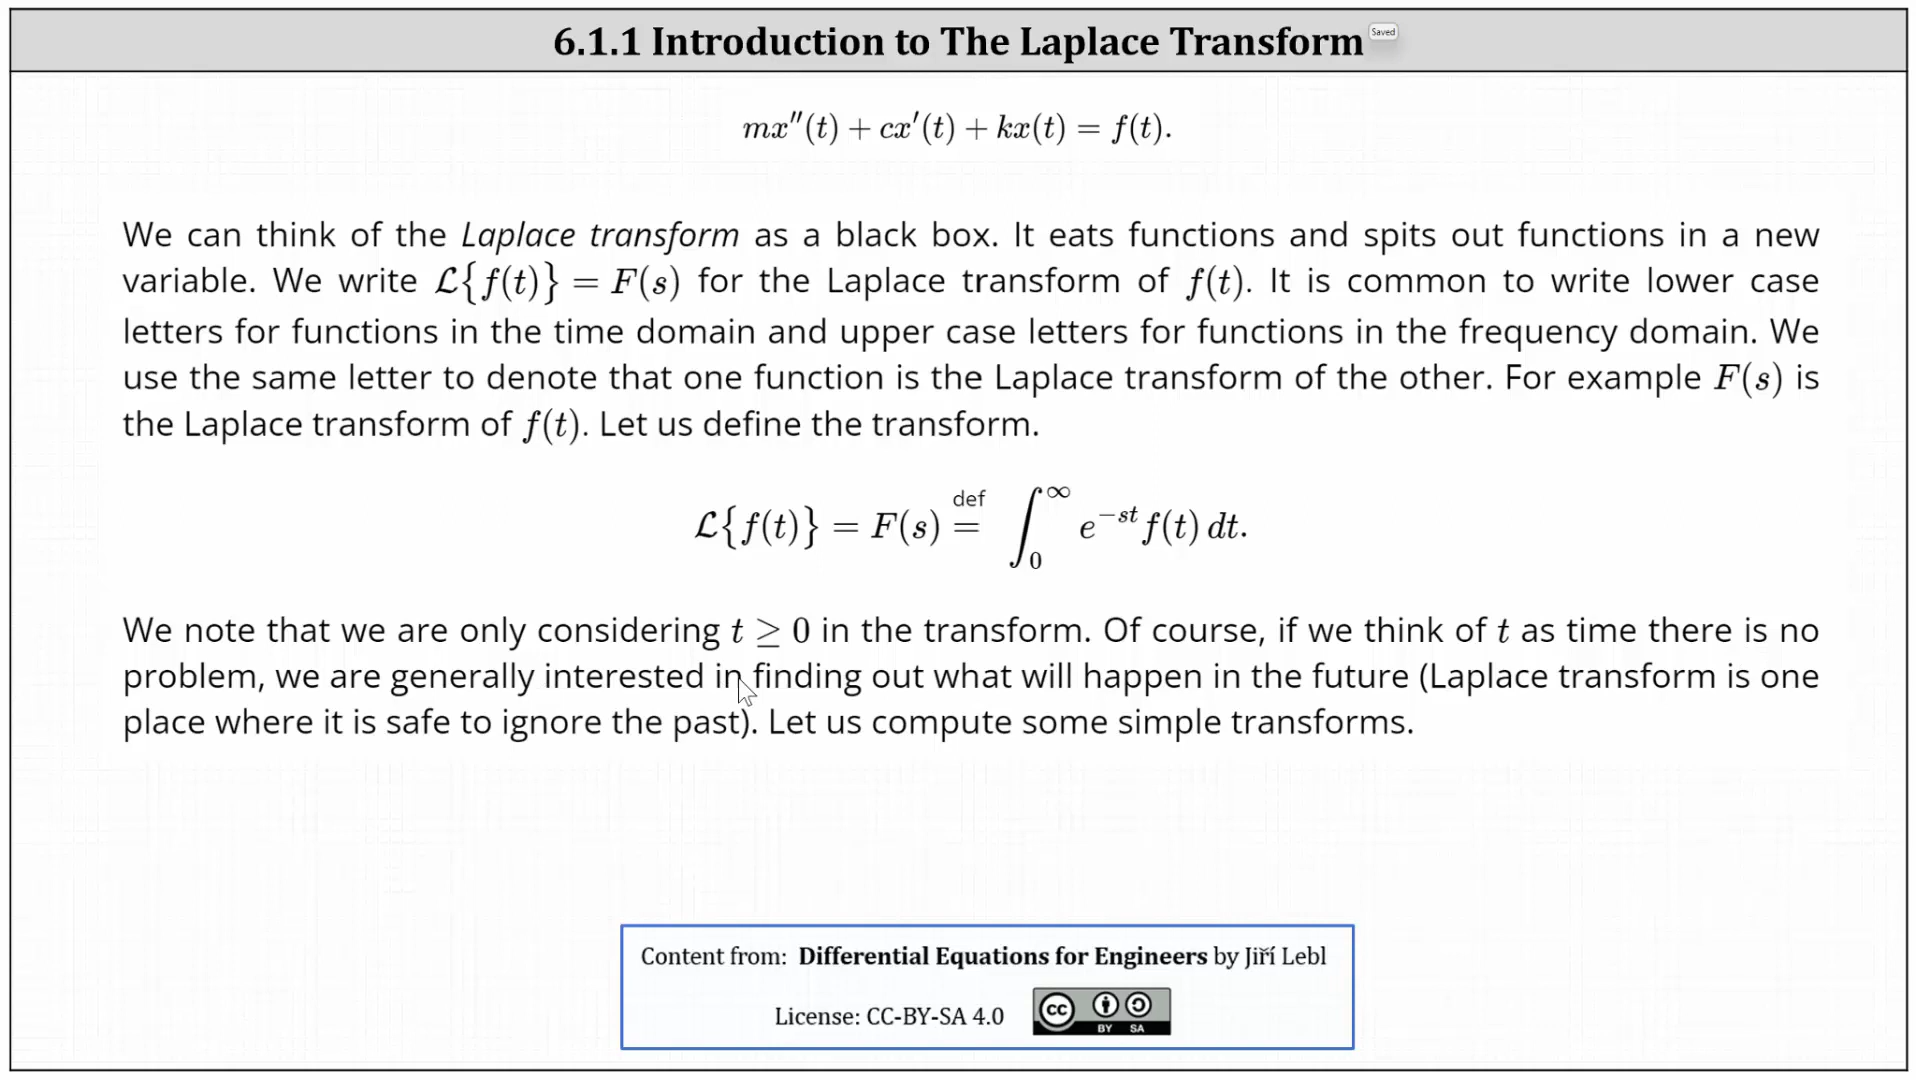 6.1.1 Introduction to The Laplace Transform
Saved
mx″(t) + cx′(t) + kx(t) = f(t).
We can think of the Laplace transform as a black box. It eats functions and spits out functions in a new
variable. We write ℒ{f(t)} = F(s) for the Laplace transform of f(t). It is common to write lower case
letters for functions in the time domain and upper case letters for functions in the frequency domain. We
use the same letter to denote that one function is the Laplace transform of the other. For example F(s) is
the Laplace transform of f(t). Let us define the transform.
ℒ{f(t)} = F(s) \overset{def}{=} ∫_0^∞ e^{−st} f(t) dt.
We note that we are only considering t ≥ 0 in the transform. Of course, if we think of t as time there is no
problem, we are generally interested in finding out what will happen in the future (Laplace transform is one
place where it is safe to ignore the past). Let us compute some simple transforms.
Content from: Differential Equations for Engineers by Jiří Lebl
License: CC-BY-SA 4.0
cc BY SA